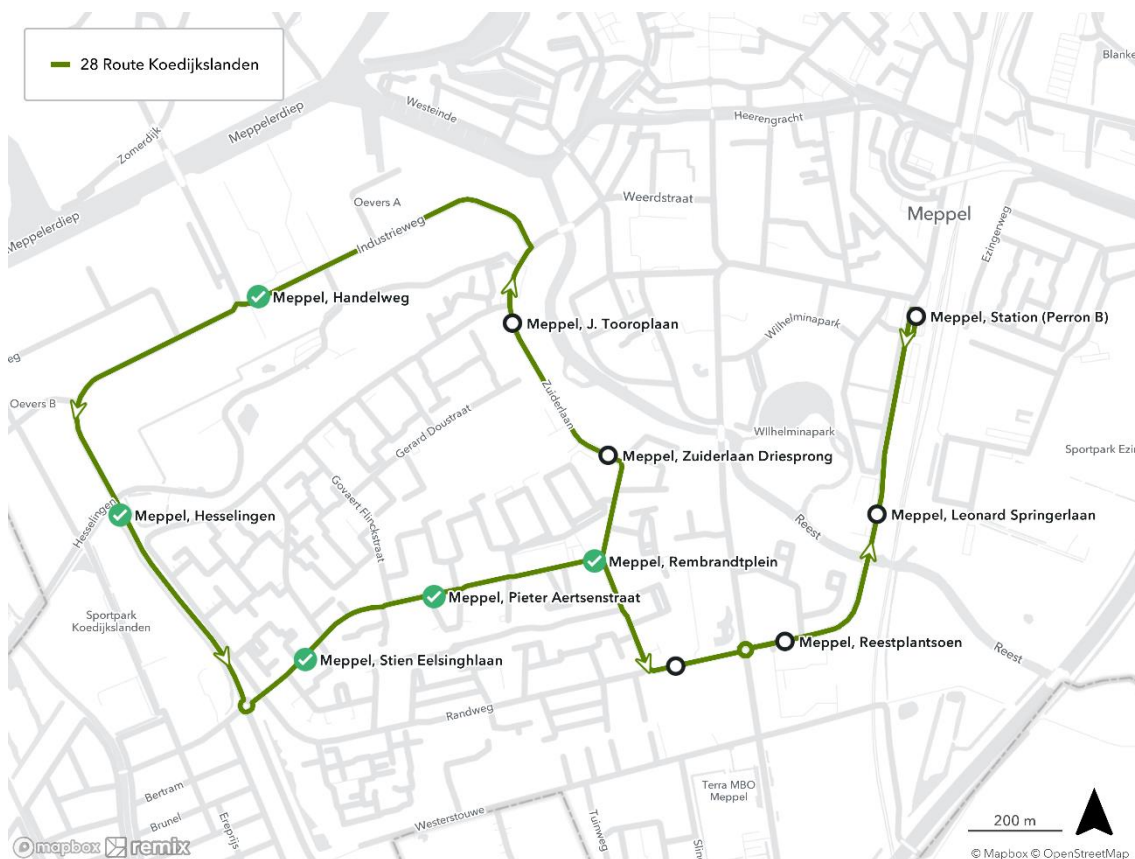 28 Route Koedijkslanden
Zomerdijk
Meppelerdiep
Westeinde
Heerengracht
Blanke
Meppelerdiep
Oevers A
Industrieweg
Weerdstraat
Meppel
Ezingerweg
Meppel, Handelweg
Meppel, J. Tooroplaan
Wilhelminapark
Meppel, Station (Perron B)
eg
Oevers B
Zuiderlaan
Gerard Doustraat
WIlhelminapark
Sportpark Ezi
Meppel, Zuiderlaan Driesprong
Govaert Flinckstraat
Hesselingen
Meppel, Hesselingen
Reest
Meppel, Leonard Springerlaan
Meppel, Rembrandtplein
Meppel, Pieter Aertsenstraat
Sportpark
Koedijkslanden
Meppel, Stien Eelsinghlaan
Meppel, Reestplantsoen
Reest
Randweg
Bertram
Brunel
Ereprijs
Westerstouwe
Tuinweg
Terra MBO
Meppel
Slin
200 m
mapbox remix
© Mapbox © OpenStreetMap